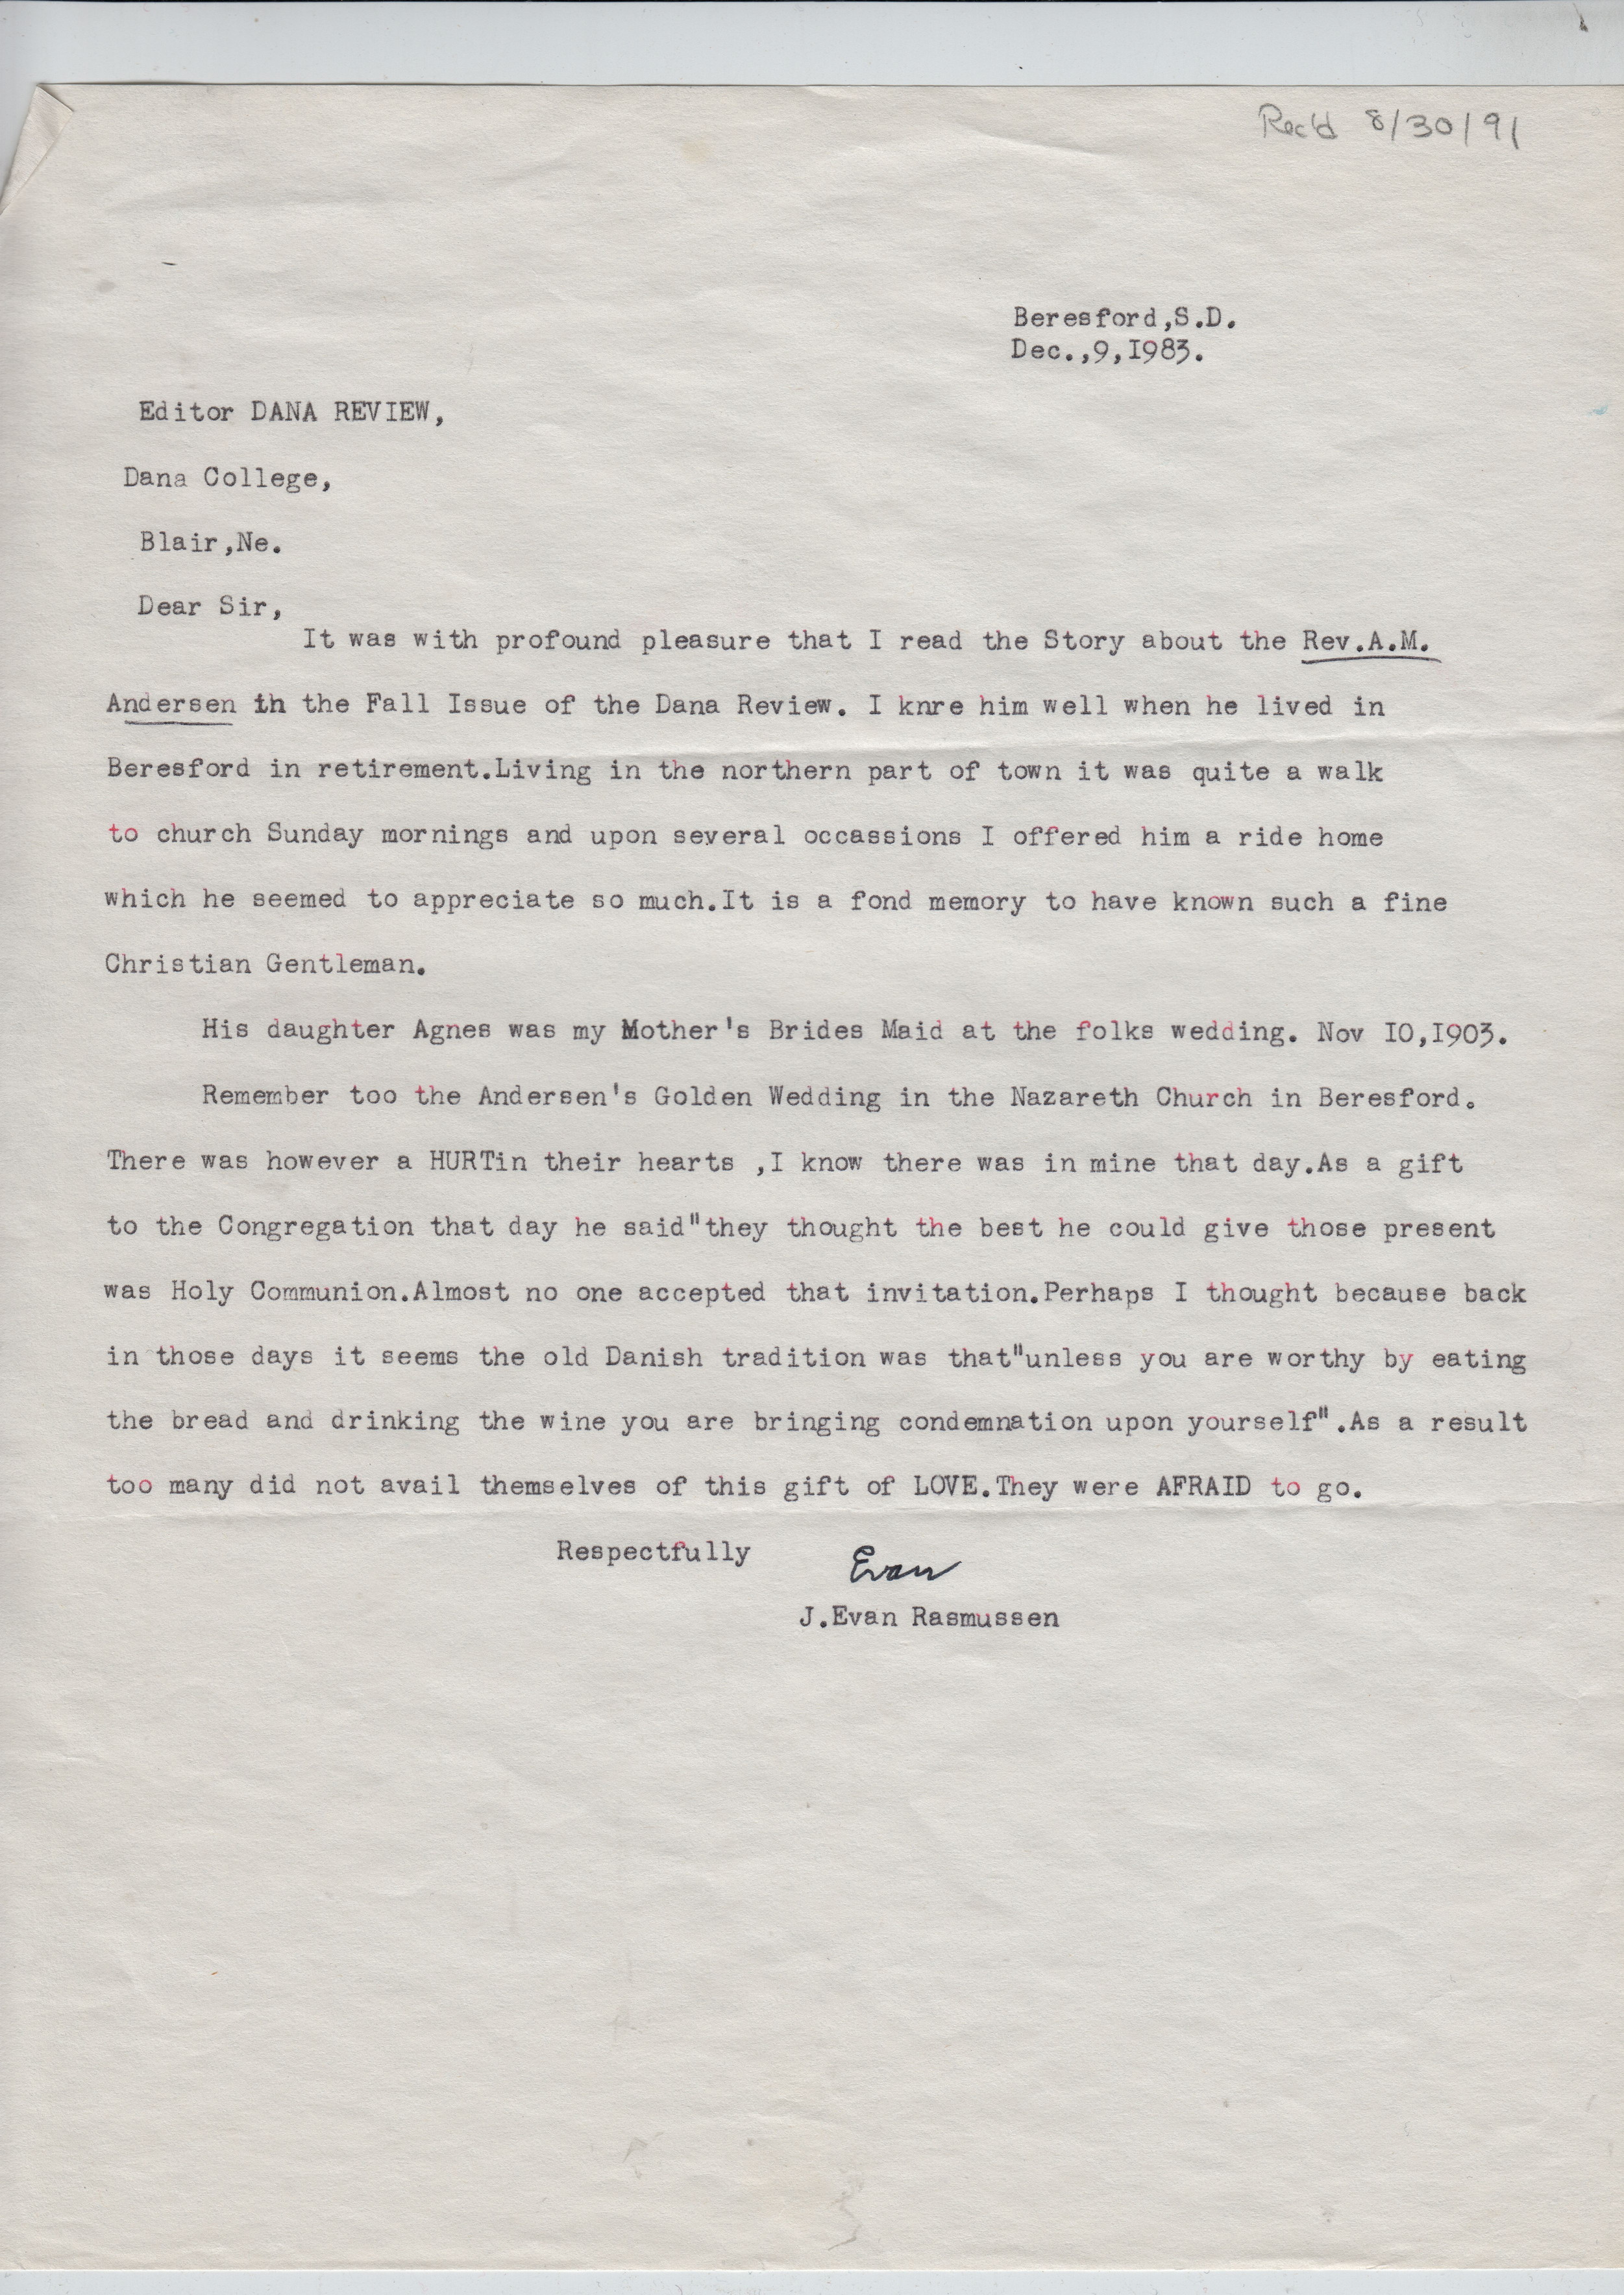 Rec'd 8/30/91
Beresford,S.D.
Dec.,9,1983.
Editor DANA REVIEW,
Dana College,
Blair,Ne.
Dear Sir,
It was with profound pleasure that I read the Story about the Rev.A.M.
Andersen in the Fall Issue of the Dana Review. I knre him well when he lived in
Beresford in retirement.Living in the northern part of town it was quite a walk
to church Sunday mornings and upon several occassions I offered him a ride home
which he seemed to appreciate so much.It is a fond memory to have known such a fine
Christian Gentleman.
His daughter Agnes was my Mother's Brides Maid at the folks wedding. Nov 10,1903.
Remember too the Andersen's Golden Wedding in the Nazareth Church in Beresford.
There was however a HURTin their hearts ,I know there was in mine that day.As a gift
to the Congregation that day he said"they thought the best he could give those present
was Holy Communion.Almost no one accepted that invitation.Perhaps I thought because back
in those days it seems the old Danish tradition was that"unless you are worthy by eating
the bread and drinking the wine you are bringing condemnation upon yourself".As a result
too many did not avail themselves of this gift of LOVE.They were AFRAID to go.
Respectfully Evan
J.Evan Rasmussen